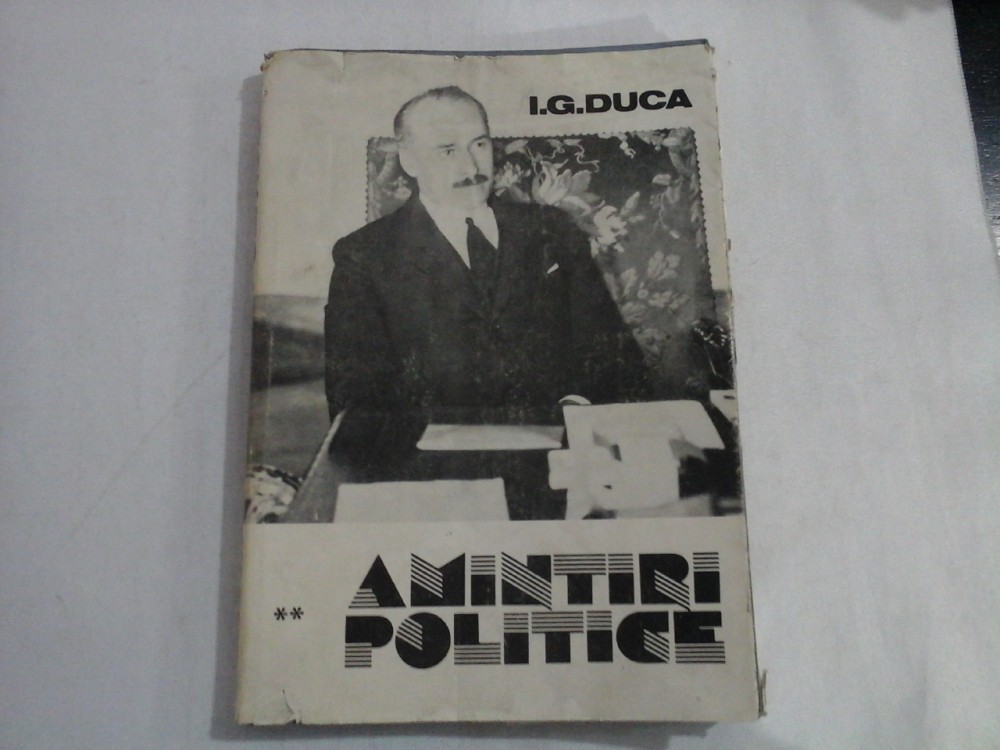 I.G.DUCA
AMINTIRI
** POLITICE